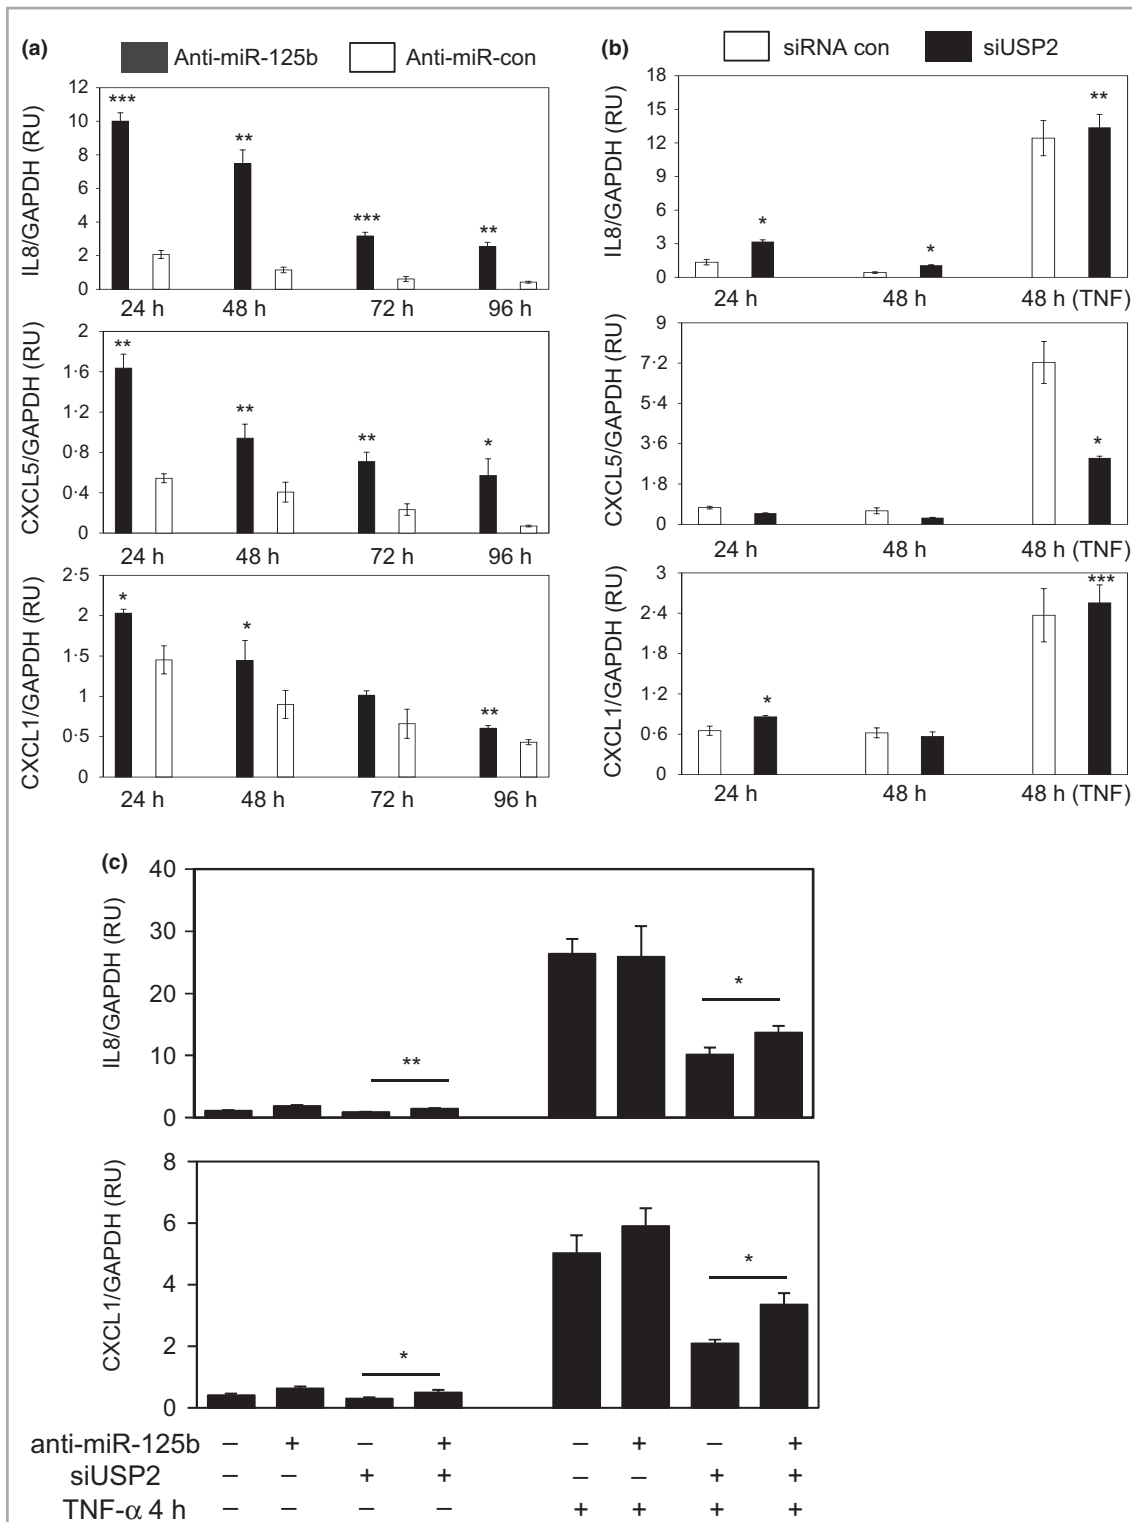 (a)
Anti-miR-125b Anti-miR-con
IL8/GAPDH (RU)
12
10
8
6
4
2
0
*** ** *** **
24 h 48 h 72 h 96 h
CXCL5/GAPDH (RU)
2
1·6
1·2
0·8
0·4
0
** ** ** *
24 h 48 h 72 h 96 h
CXCL1/GAPDH (RU)
2·5
2
1·5
1
0·5
0
* * **
24 h 48 h 72 h 96 h
(b)
siRNA con siUSP2
IL8/GAPDH (RU)
18
15
12
9
6
3
0
* * **
24 h 48 h 48 h (TNF)
CXCL5/GAPDH (RU)
9
7·2
5·4
3·6
1·8
0
*
24 h 48 h 48 h (TNF)
CXCL1/GAPDH (RU)
3
2·4
1·8
1·2
0·6
0
* ***
24 h 48 h 48 h (TNF)
(c)
IL8/GAPDH (RU)
40
30
20
10
0
** *
CXCL1/GAPDH (RU)
8
6
4
2
0
* *
anti-miR-125b – + – + – + – +
siUSP2 – – + + – – + +
TNF-α 4 h – – – – + + + +